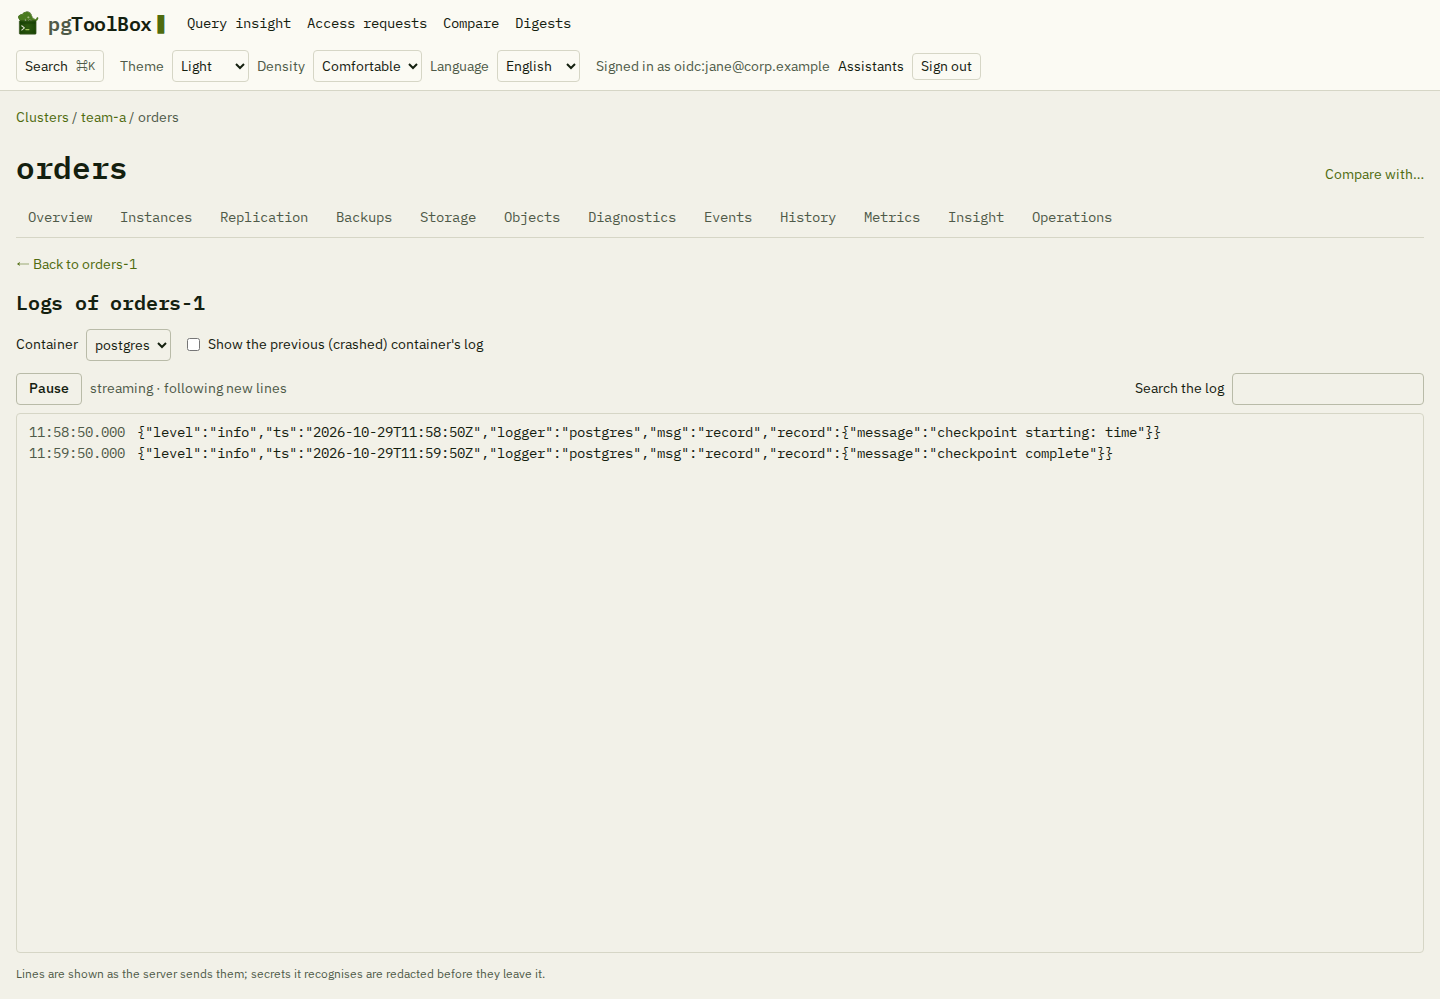 pgToolBox Query insight Access requests Compare Digests
Search ⌘K Theme Light Density Comfortable Language English Signed in as oidc:jane@corp.example Assistants Sign out
Clusters / team-a / orders
orders
Compare with...
Overview Instances Replication Backups Storage Objects Diagnostics Events History Metrics Insight Operations
← Back to orders-1
Logs of orders-1
Container postgres Show the previous (crashed) container's log
Pause streaming · following new lines Search the log
11:58:50.000 {"level":"info","ts":"2026-10-29T11:58:50Z","logger":"postgres","msg":"record","record":{"message":"checkpoint starting: time"}}
11:59:50.000 {"level":"info","ts":"2026-10-29T11:59:50Z","logger":"postgres","msg":"record","record":{"message":"checkpoint complete"}}
Lines are shown as the server sends them; secrets it recognises are redacted before they leave it.